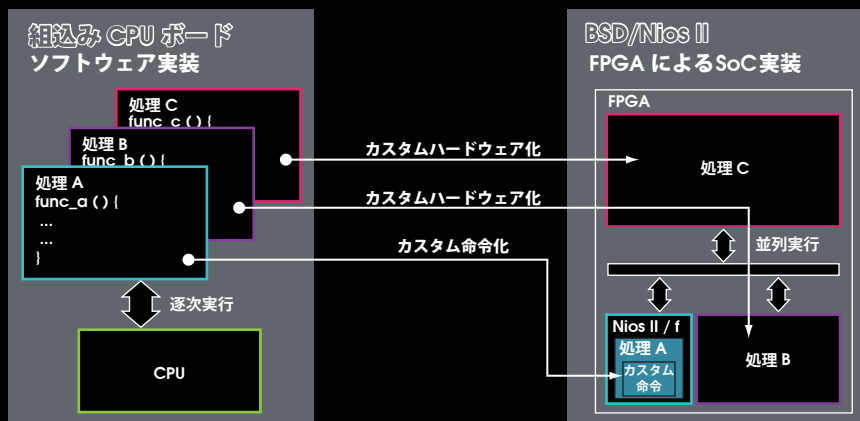 組込み CPU ボード
ソフトウェア実装
処理 C
func_c ( ) {
処理 B
func_b ( ) {
処理 A
func_a ( ) {
...
...
}
逐次実行
CPU
カスタムハードウェア化
カスタムハードウェア化
カスタム命令化
BSD/Nios II
FPGA によるSoC実装
FPGA
処理 C
並列実行
Nios II / f
処理 A
カスタム
命令
処理 B